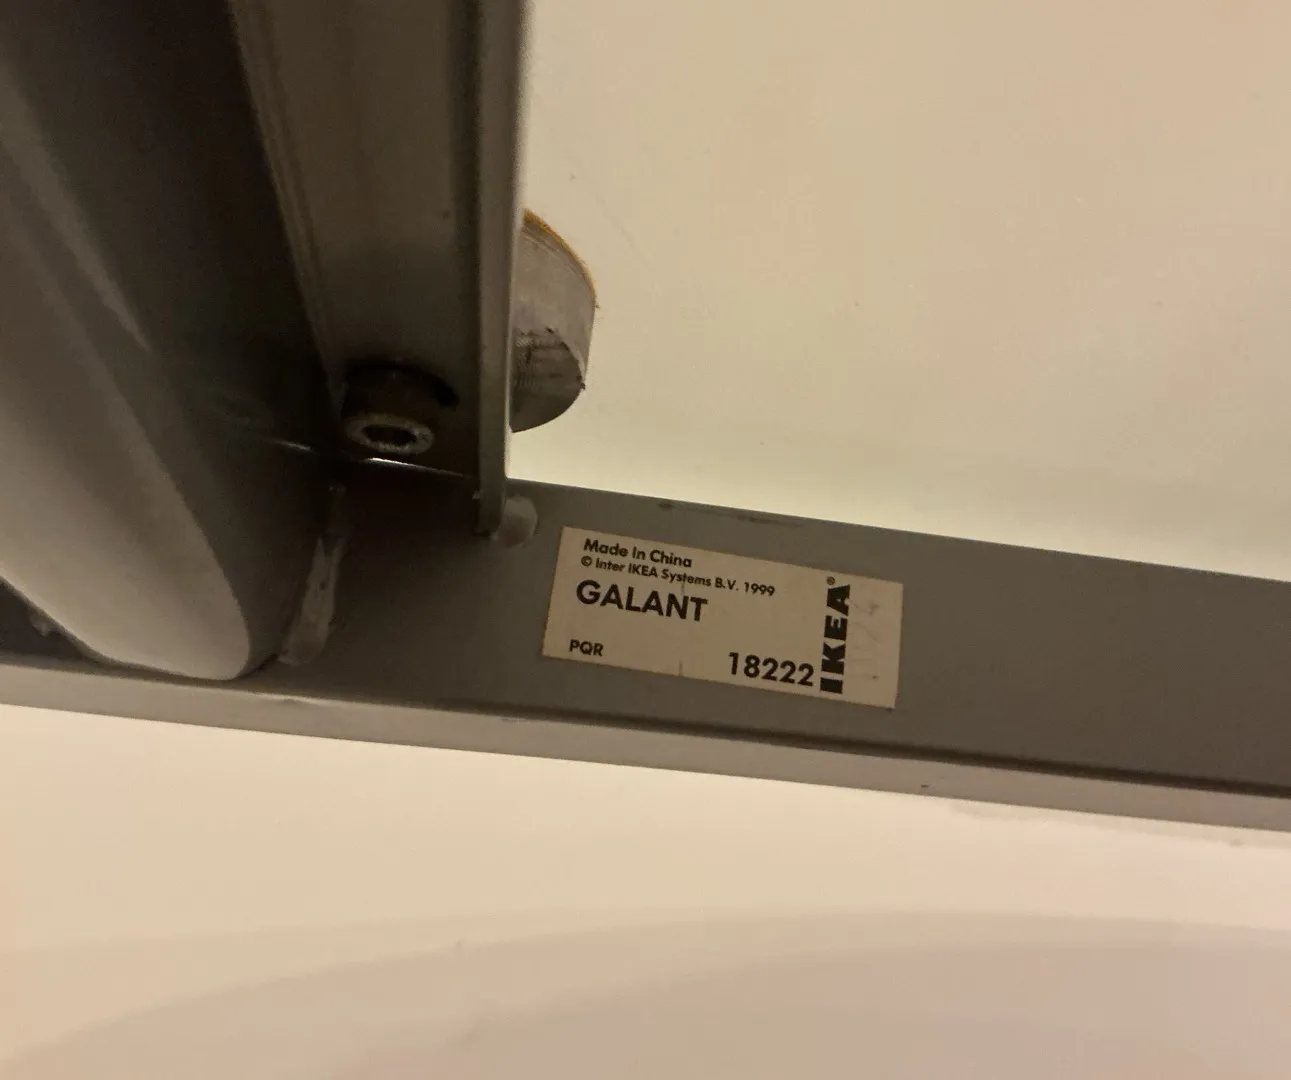 Made in China
© Inter IKEA Systems B.V. 1999
GALANT
PQR
18222
IKEA®